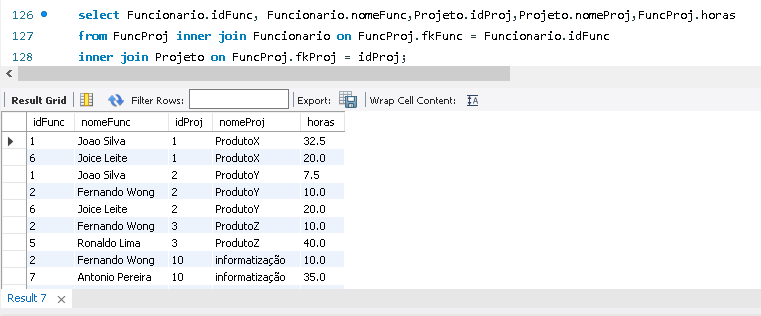 126 select Funcionario.idFunc, Funcionario.nomeFunc,Projeto.idProj,Projeto.nomeProj,FuncProj.horas
127 from FuncProj inner join Funcionario on FuncProj.fkFunc = Funcionario.idFunc
128 inner join Projeto on FuncProj.fkProj = idProj;
Result Grid Filter Rows: Export: Wrap Cell Content: IA
idFunc nomeFunc idProj nomeProj horas
1 Joao Silva 1 ProdutoX 32.5
6 Joice Leite 1 ProdutoX 20.0
1 Joao Silva 2 ProdutoY 7.5
2 Fernando Wong 2 ProdutoY 10.0
6 Joice Leite 2 ProdutoY 20.0
2 Fernando Wong 3 ProdutoZ 10.0
5 Ronaldo Lima 3 ProdutoZ 40.0
2 Fernando Wong 10 informatização 10.0
7 Antonio Pereira 10 informatização 35.0
Result 7